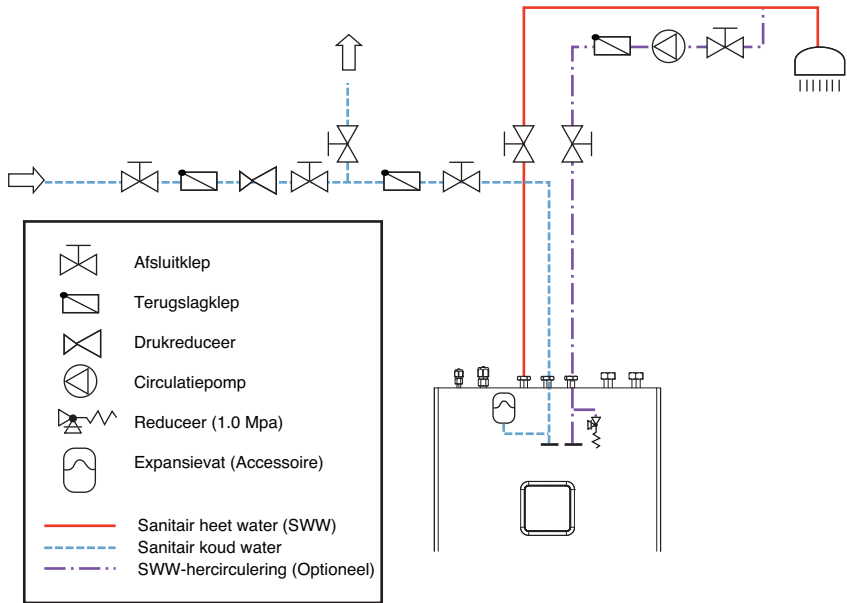 Afsluitklep
Terugslagklep
Drukreduceer
Circulatiepomp
Reduceer (1.0 Mpa)
Expansievat (Accessoire)
Sanitair heet water (SWW)
Sanitair koud water
SWW-hercirculering (Optioneel)